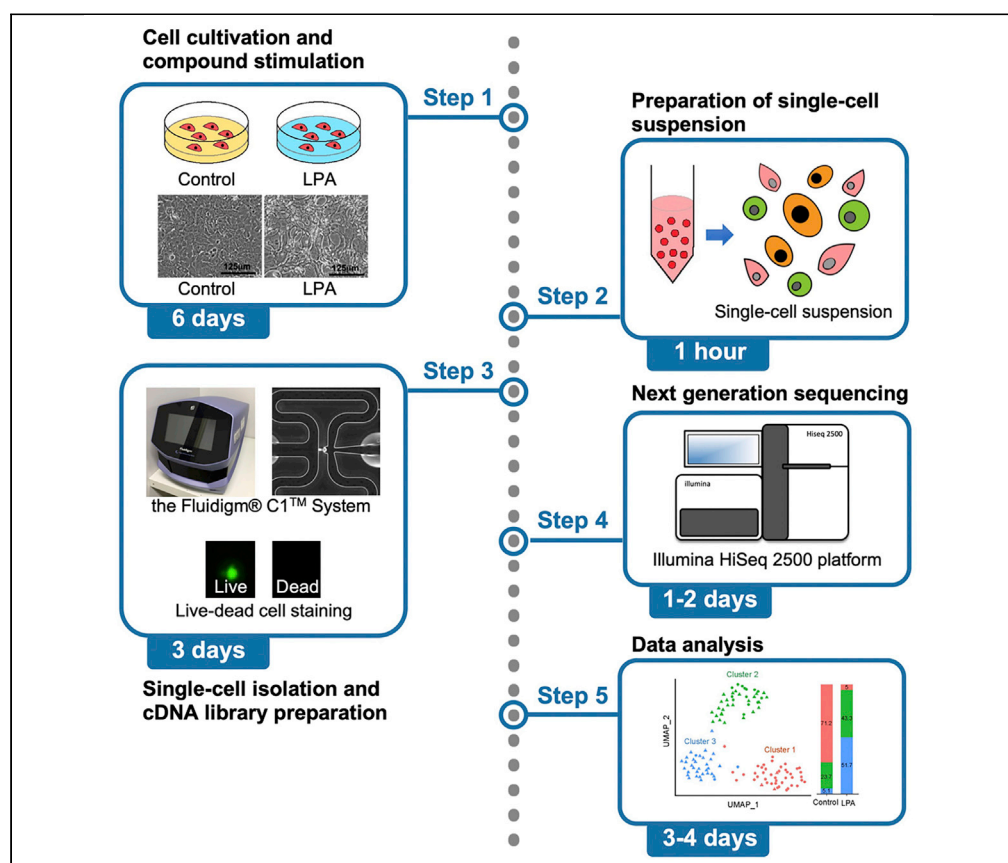 Cell cultivation and
compound stimulation
Step 1
Control
LPA
125µm
125µm
Control
LPA
6 days
Preparation of single-cell
suspension
Step 2
Single-cell suspension
1 hour
Step 3
the Fluidigm® C1™ System
Live
Dead
Live-dead cell staining
3 days
Single-cell isolation and
cDNA library preparation
Next generation sequencing
Step 4
Hiseq 2500
illumina
Illumina HiSeq 2500 platform
1-2 days
Data analysis
Step 5
Cluster 2
Cluster 3
Cluster 1
UMAP_2
UMAP_1
71.2
23.7
5.1
5
43.3
51.7
Control
LPA
3-4 days